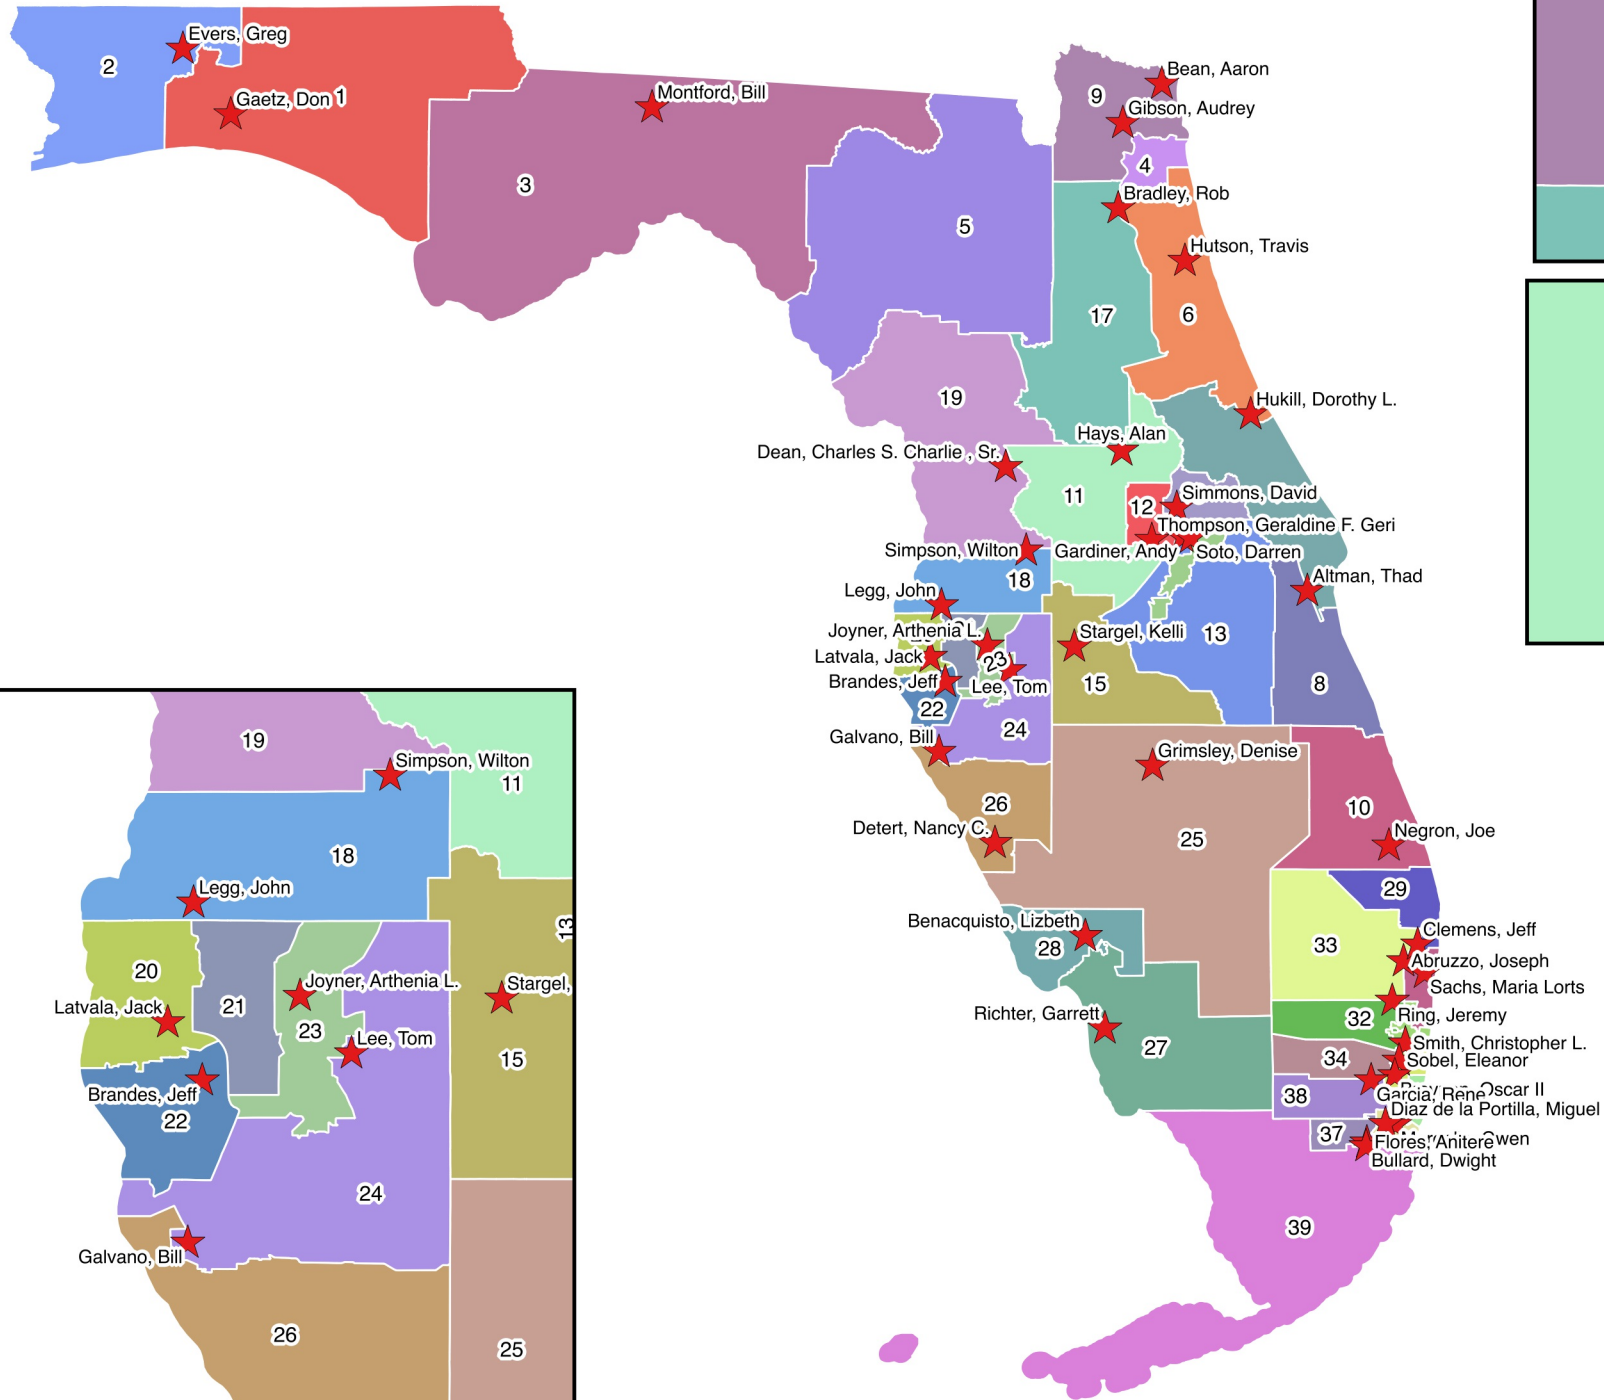 Evers, Greg
2
Gaetz, Don 1
Montford, Bill
3
5
Bean, Aaron
9
Gibson, Audrey
4
Bradley, Rob
Hutson, Travis
17
6
19
Hukill, Dorothy L.
Hays, Alan
Dean, Charles S. Charlie , Sr.
11
12
Simmons, David
Thompson, Geraldine F. Geri
Simpson, Wilton
Gardiner, Andy
Soto, Darren
18
Altman, Thad
Legg, John
Joyner, Arthenia L.
Stargel, Kelli
13
Latvala, Jack
23
Brandes, Jeff
Lee, Tom
15
8
22
24
Galvano, Bill
Grimsley, Denise
26
10
Detert, Nancy C.
Negron, Joe
25
29
Benacquisto, Lizbeth
28
33
Clemens, Jeff
Abruzzo, Joseph
Sachs, Maria Lorts
Richter, Garrett
32
Ring, Jeremy
27
Smith, Christopher L.
34
Sobel, Eleanor
Oscar II
38
Garcia, Rene
Diaz de la Portilla, Miguel
37
Flores, Anitere
Bullard, Dwight
39
19
Simpson, Wilton
11
18
Legg, John
13
20
Joyner, Arthenia L.
Stargel,
Latvala, Jack
21
23
Lee, Tom
15
Brandes, Jeff
22
24
Galvano, Bill
26
25